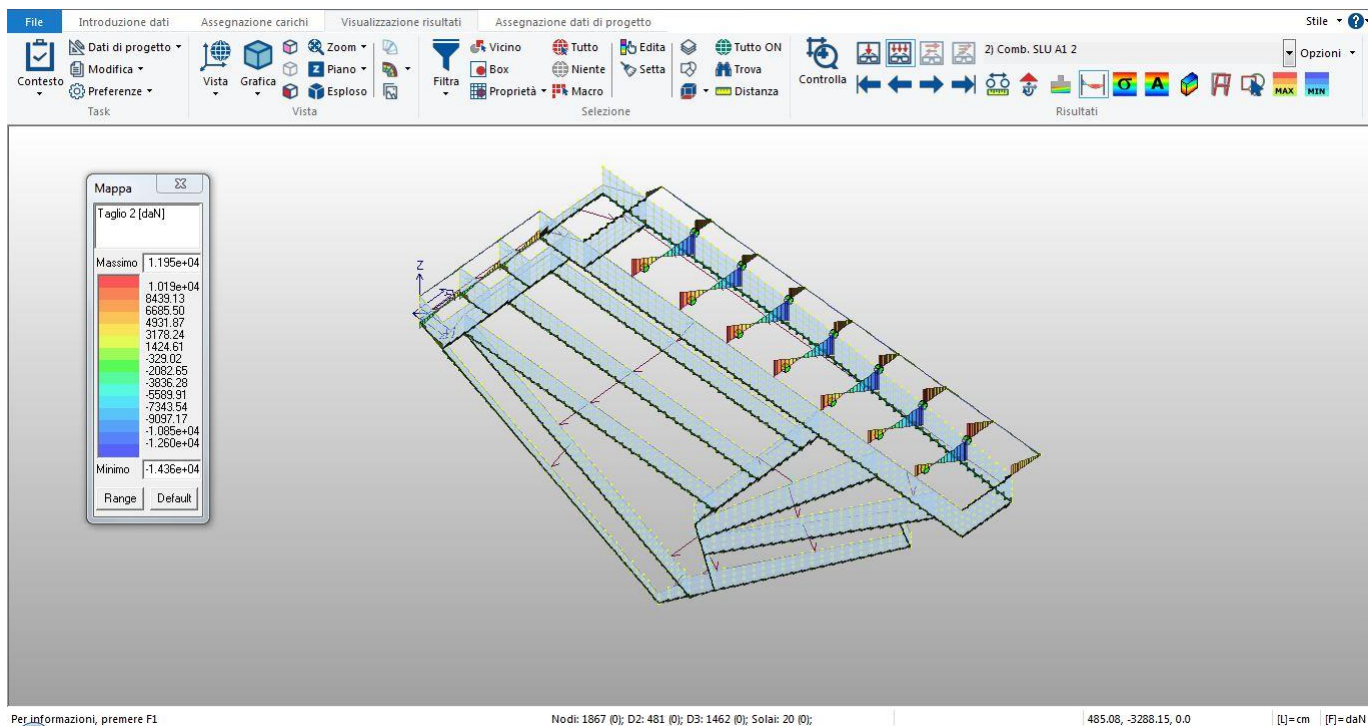 File Introduzione dati Assegnazione carichi Visualizzazione risultati Assegnazione dati di progetto Stile ?
Contesto
Dati di progetto
Modifica
Preferenze
Task
Vista Grafica
Zoom
Z Piano
Esploso
Vista
Filtra
Vicino
Box
Proprietà
Tutto
Niente
Macro
Edita
Setta
Tutto ON
Trova
Distanza
Selezione
Controlla
2) Comb. SLU A1 2
Opzioni
σ A MAX MIN
Risultati
Mappa
Taglio 2 [daN]
Massimo 1.195e+04
1.019e+04
8439.13
6685.50
4931.87
3178.24
1424.61
-329.02
-2082.65
-3836.28
-5589.91
-7343.54
-9097.17
-1.085e+04
-1.260e+04
Minimo -1.436e+04
Range Default
Z
Per informazioni, premere F1 Nodi: 1867 (0); D2: 481 (0); D3: 1462 (0); Solai: 20 (0); 485.08, -3288.15, 0.0 [L]=cm [F]=daN